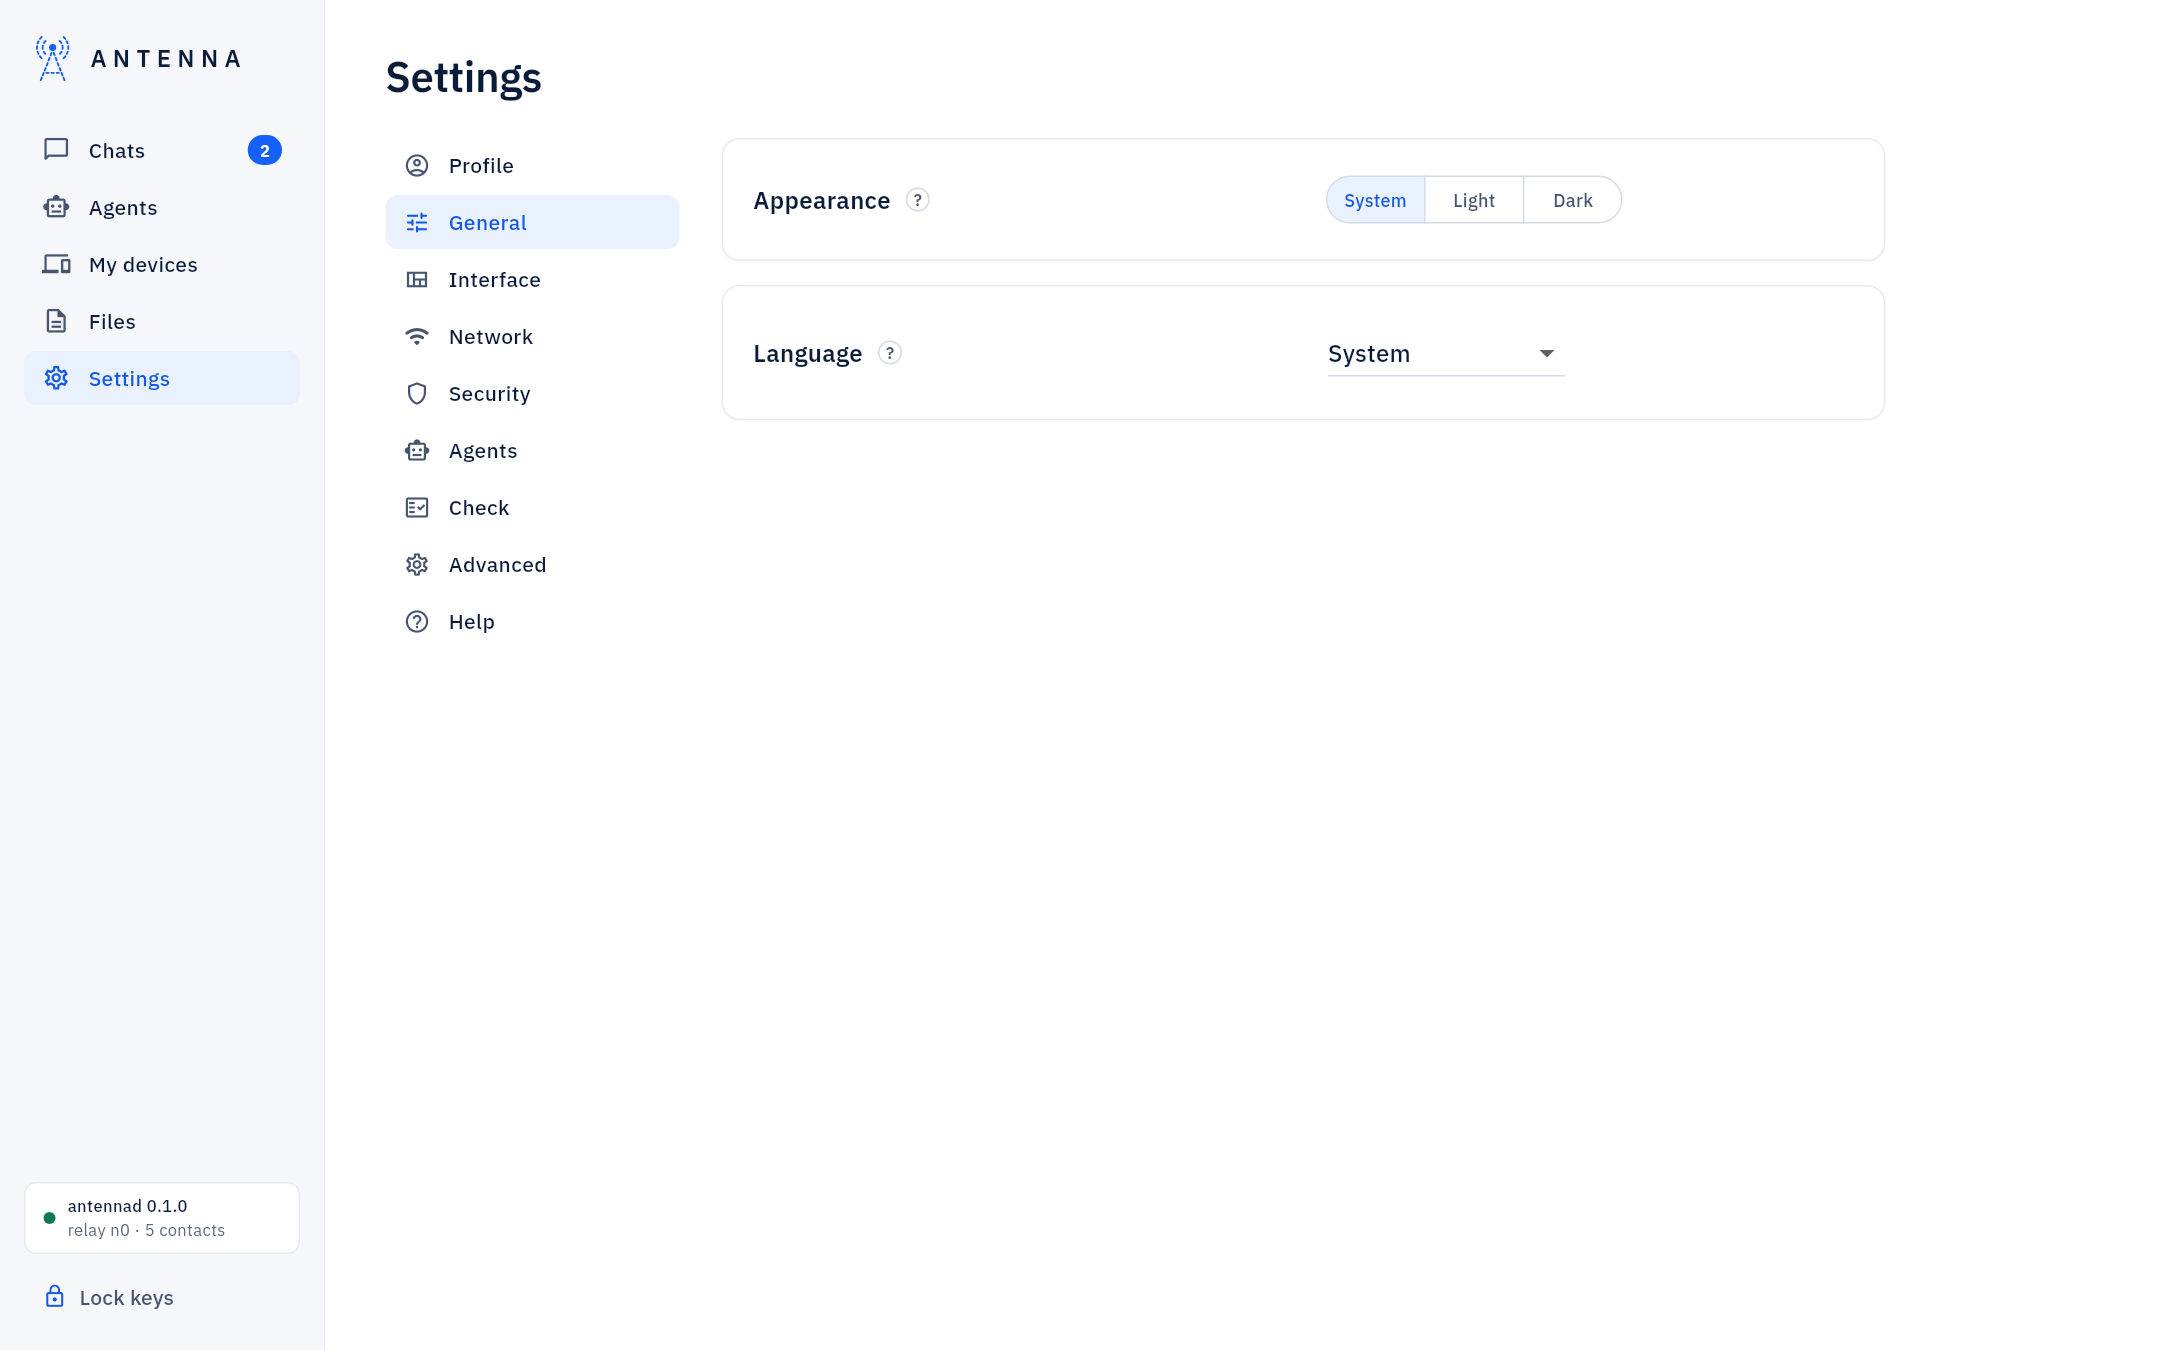 ANTENNA
Chats 2
Agents
My devices
Files
Settings
antennad 0.1.0
relay n0 · 5 contacts
Lock keys
Settings
Profile
General
Interface
Network
Security
Agents
Check
Advanced
Help
Appearance ? System Light Dark
Language ? System